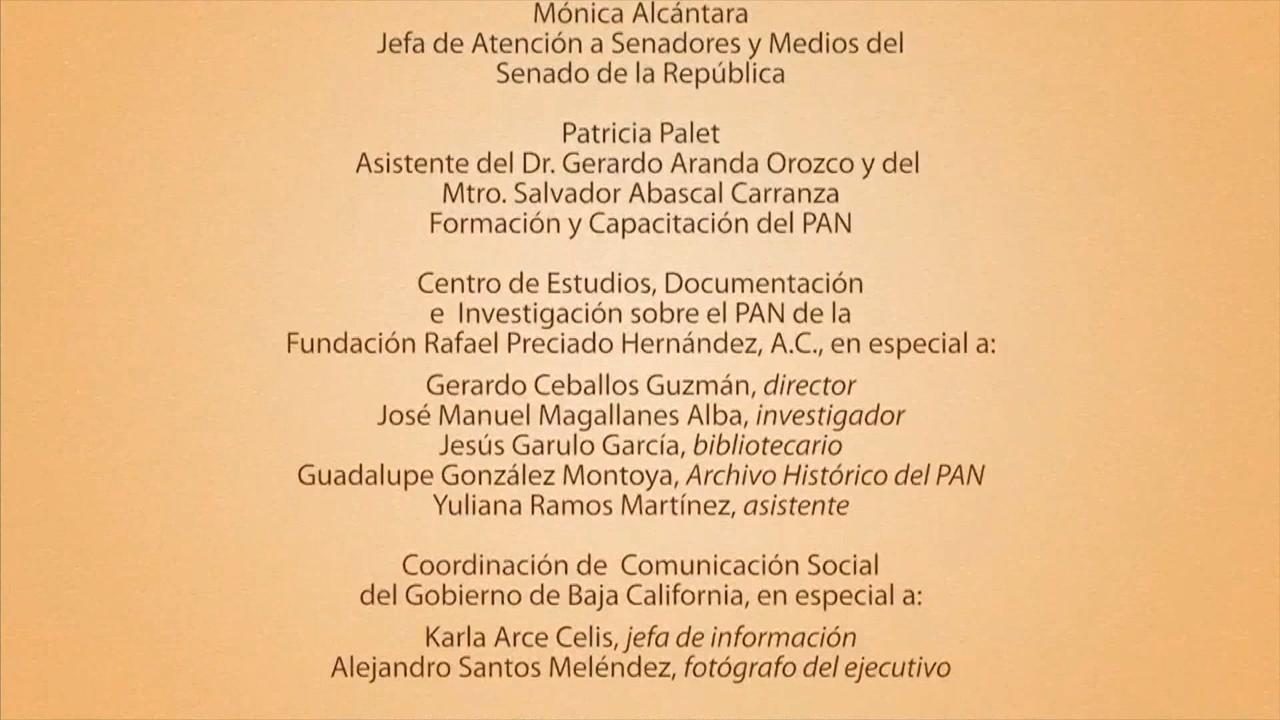 Mónica Alcántara
Jefa de Atención a Senadores y Medios del
Senado de la República
Patricia Palet
Asistente del Dr. Gerardo Aranda Orozco y del
Mtro. Salvador Abascal Carranza
Formación y Capacitación del PAN
Centro de Estudios, Documentación
e Investigación sobre el PAN de la
Fundación Rafael Preciado Hernández, A.C., en especial a:
Gerardo Ceballos Guzmán, director
José Manuel Magallanes Alba, investigador
Jesús Garulo García, bibliotecario
Guadalupe González Montoya, Archivo Histórico del PAN
Yuliana Ramos Martínez, asistente
Coordinación de Comunicación Social
del Gobierno de Baja California, en especial a:
Karla Arce Celis, jefa de información
Alejandro Santos Meléndez, fotógrafo del ejecutivo